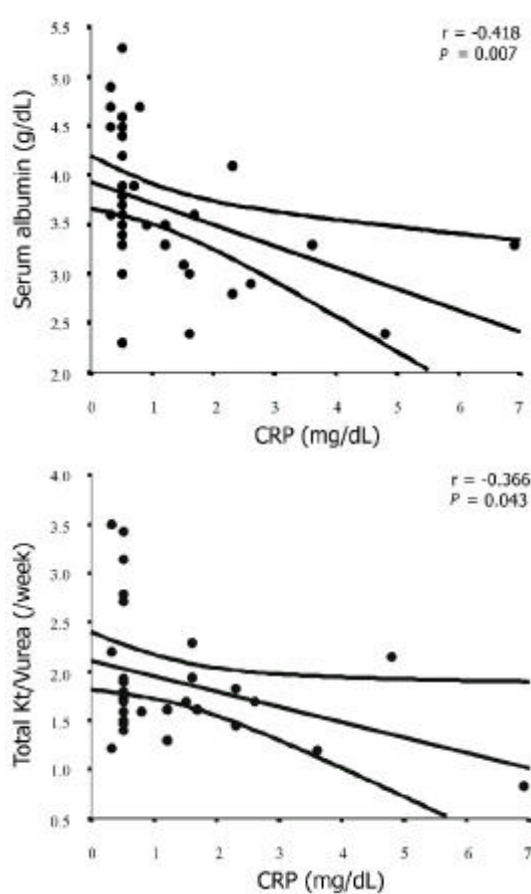 r = -0.418
P = 0.007
Serum albumin (g/dL)
5.5
5.0
4.5
4.0
3.5
3.0
2.5
2.0
0 1 2 3 4 5 6 7
CRP (mg/dL)
r = -0.366
P = 0.043
Total Kt/Vurea (/week)
4.0
3.5
3.0
2.5
2.0
1.5
1.0
0.5
0 1 2 3 4 5 6 7
CRP (mg/dL)